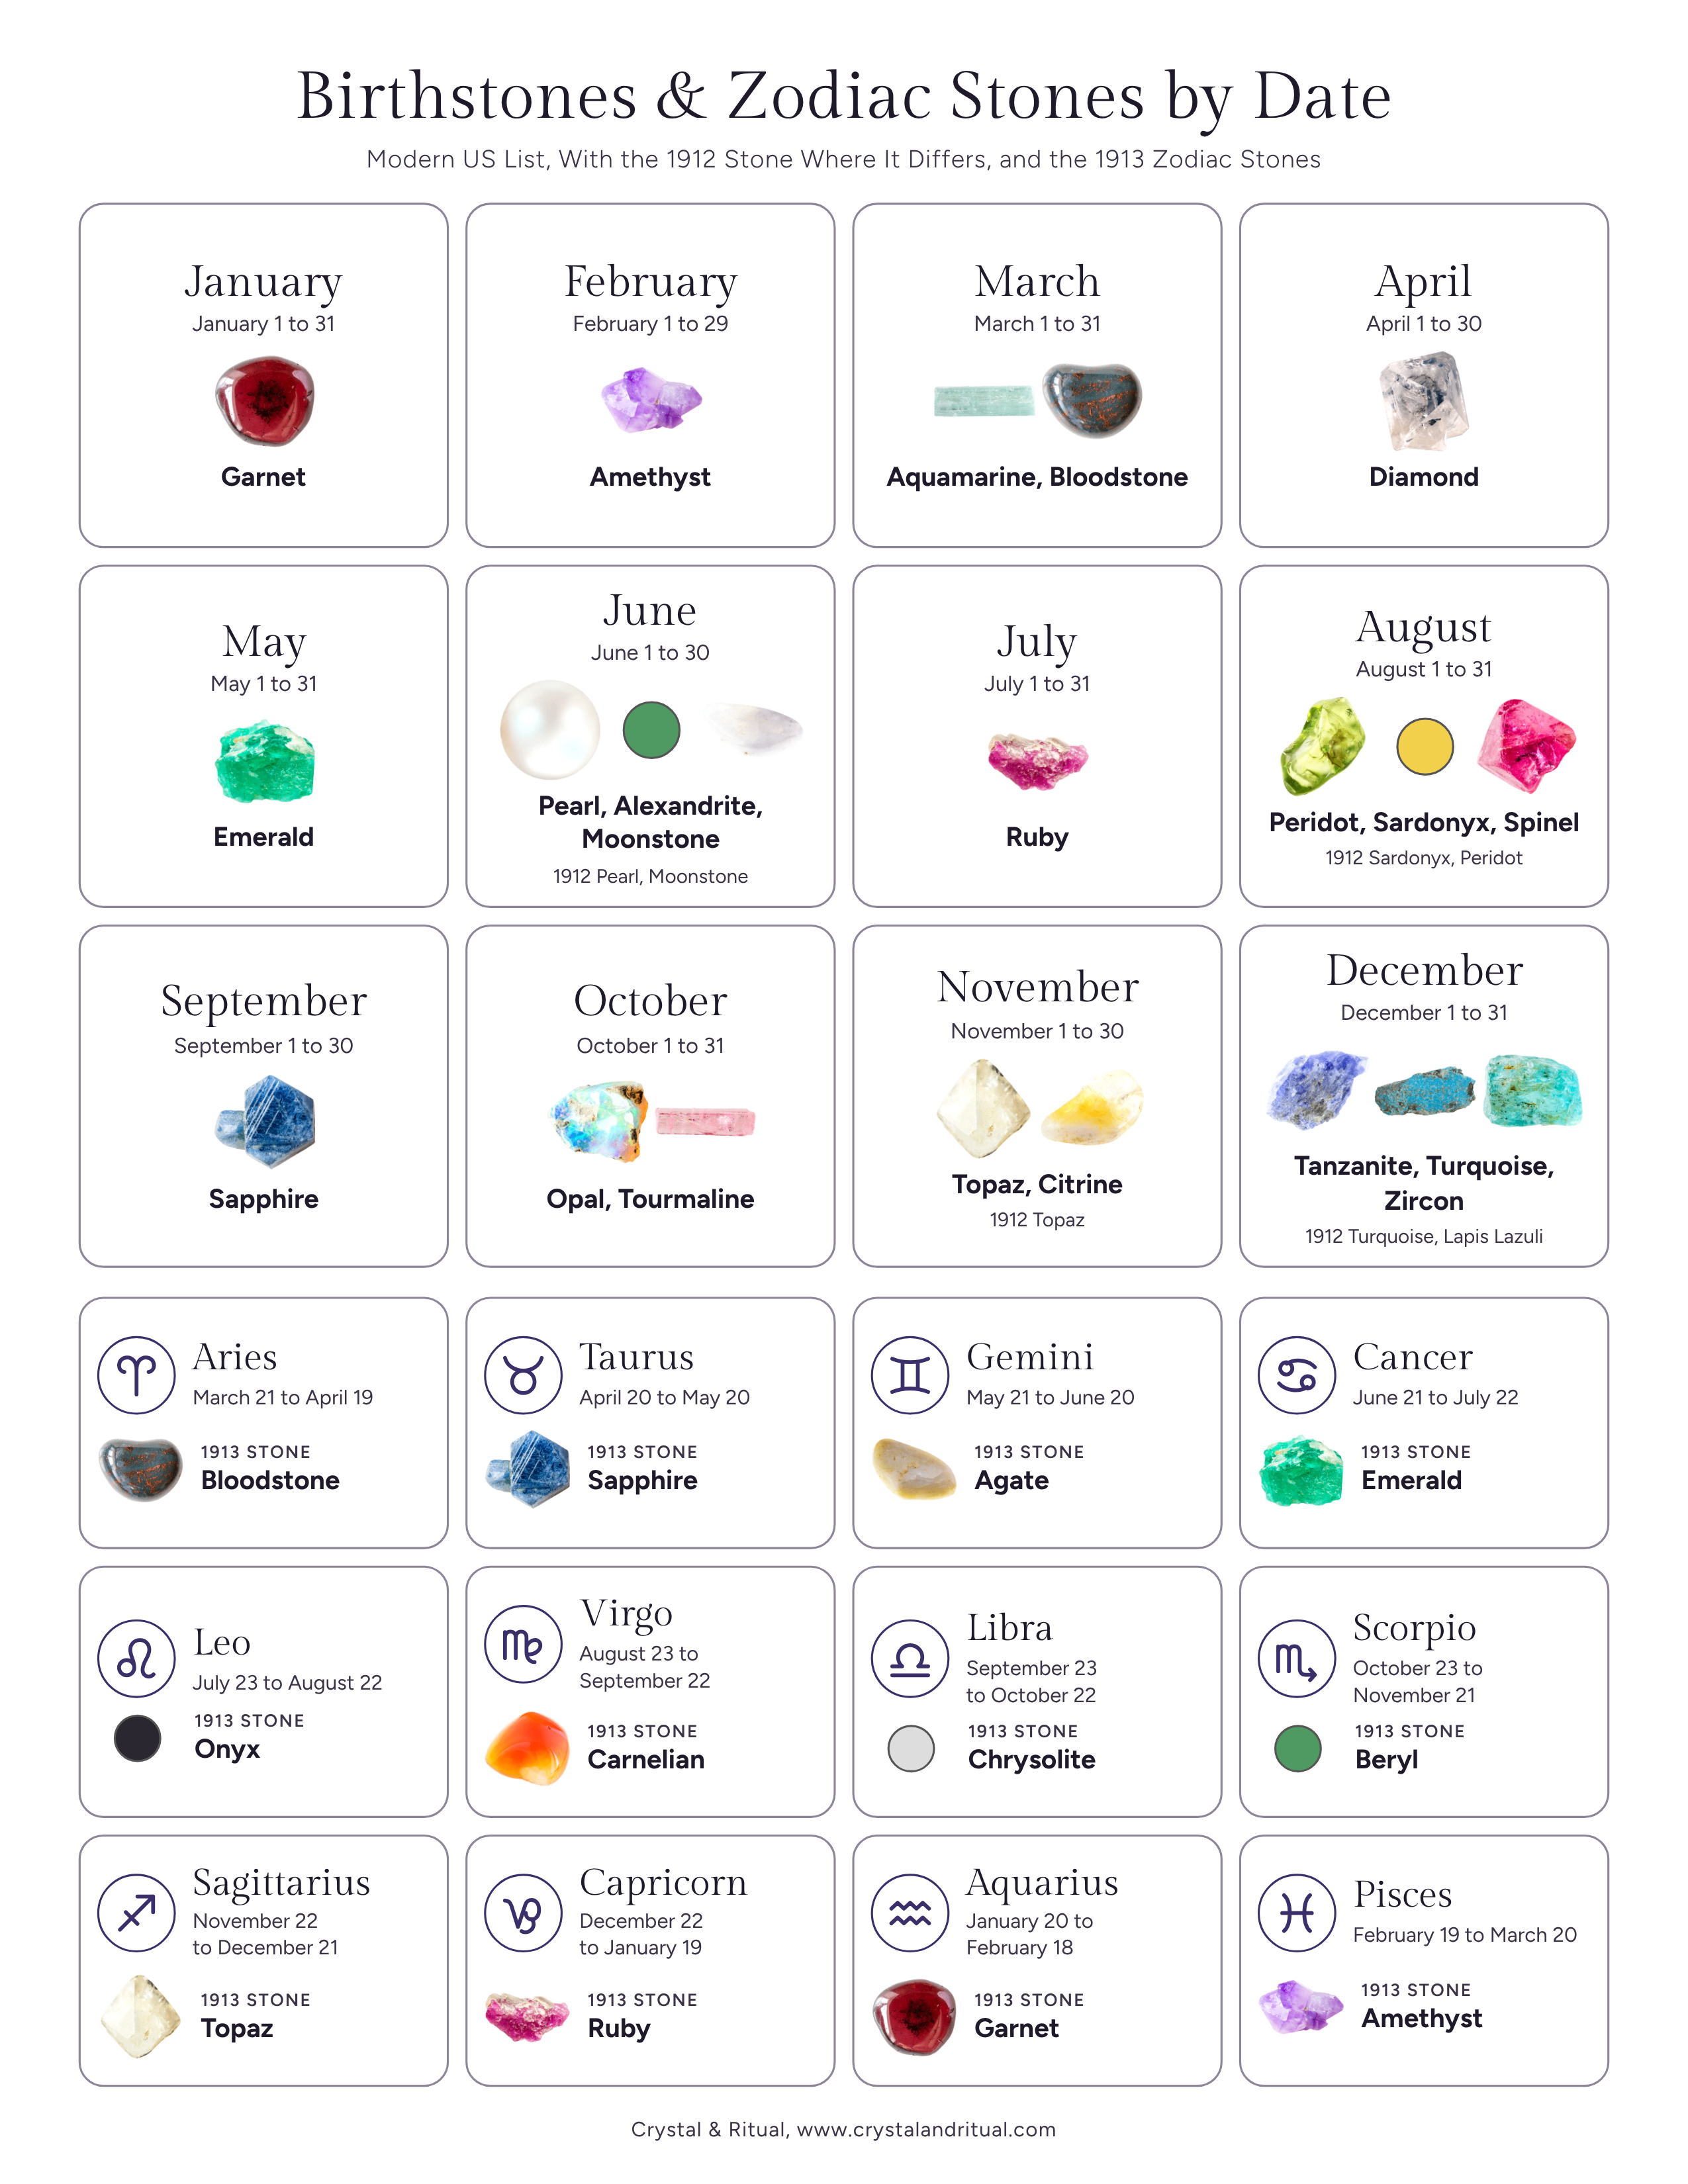 Birthstones & Zodiac Stones by Date
Modern US List, With the 1912 Stone Where It Differs, and the 1913 Zodiac Stones
January
January 1 to 31
Garnet
February
February 1 to 29
Amethyst
March
March 1 to 31
Aquamarine, Bloodstone
April
April 1 to 30
Diamond
May
May 1 to 31
Emerald
June
June 1 to 30
Pearl, Alexandrite,
Moonstone
1912 Pearl, Moonstone
July
July 1 to 31
Ruby
August
August 1 to 31
Peridot, Sardonyx, Spinel
1912 Sardonyx, Peridot
September
September 1 to 30
Sapphire
October
October 1 to 31
Opal, Tourmaline
November
November 1 to 30
Topaz, Citrine
1912 Topaz
December
December 1 to 31
Tanzanite, Turquoise,
Zircon
1912 Turquoise, Lapis Lazuli
Aries
March 21 to April 19
1913 STONE
Bloodstone
Taurus
April 20 to May 20
1913 STONE
Sapphire
Gemini
May 21 to June 20
1913 STONE
Agate
Cancer
June 21 to July 22
1913 STONE
Emerald
Leo
July 23 to August 22
1913 STONE
Onyx
Virgo
August 23 to
September 22
1913 STONE
Carnelian
Libra
September 23
to October 22
1913 STONE
Chrysolite
Scorpio
October 23 to
November 21
1913 STONE
Beryl
Sagittarius
November 22
to December 21
1913 STONE
Topaz
Capricorn
December 22
to January 19
1913 STONE
Ruby
Aquarius
January 20 to
February 18
1913 STONE
Garnet
Pisces
February 19 to March 20
1913 STONE
Amethyst
Crystal & Ritual, www.crystalandritual.com